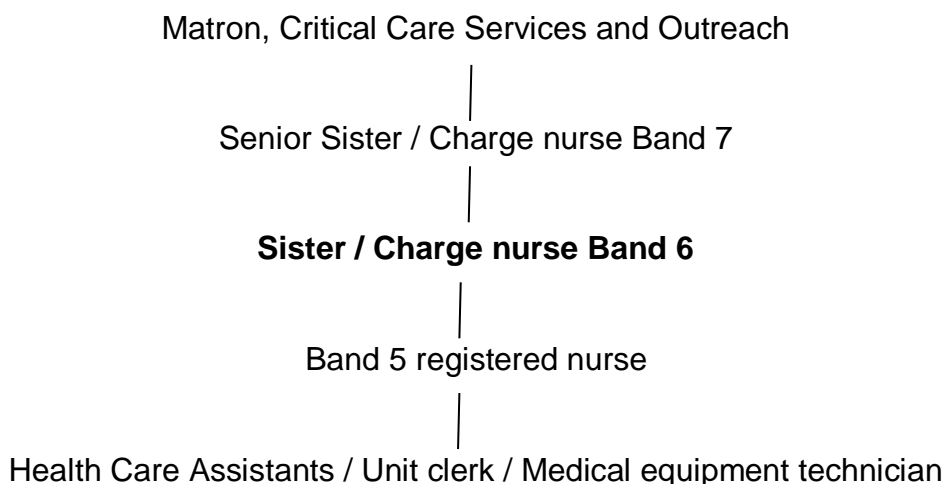 Matron, Critical Care Services and Outreach
Senior Sister / Charge nurse Band 7
Sister / Charge nurse Band 6
Band 5 registered nurse
Health Care Assistants / Unit clerk / Medical equipment technician